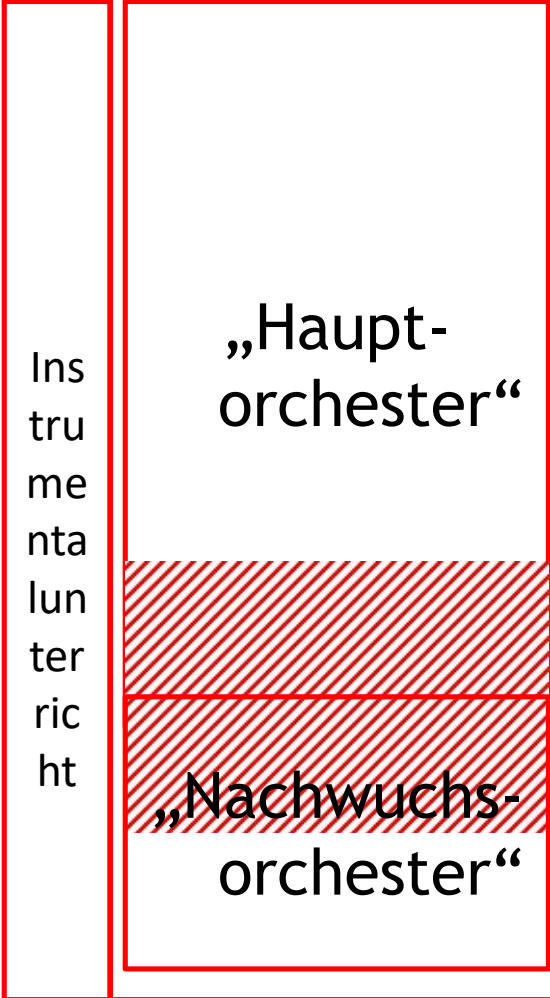 Ins
tru
me
nta
lun
ter
ric
ht
„Haupt-
orchester“
„Nachwuchs-
orchester“